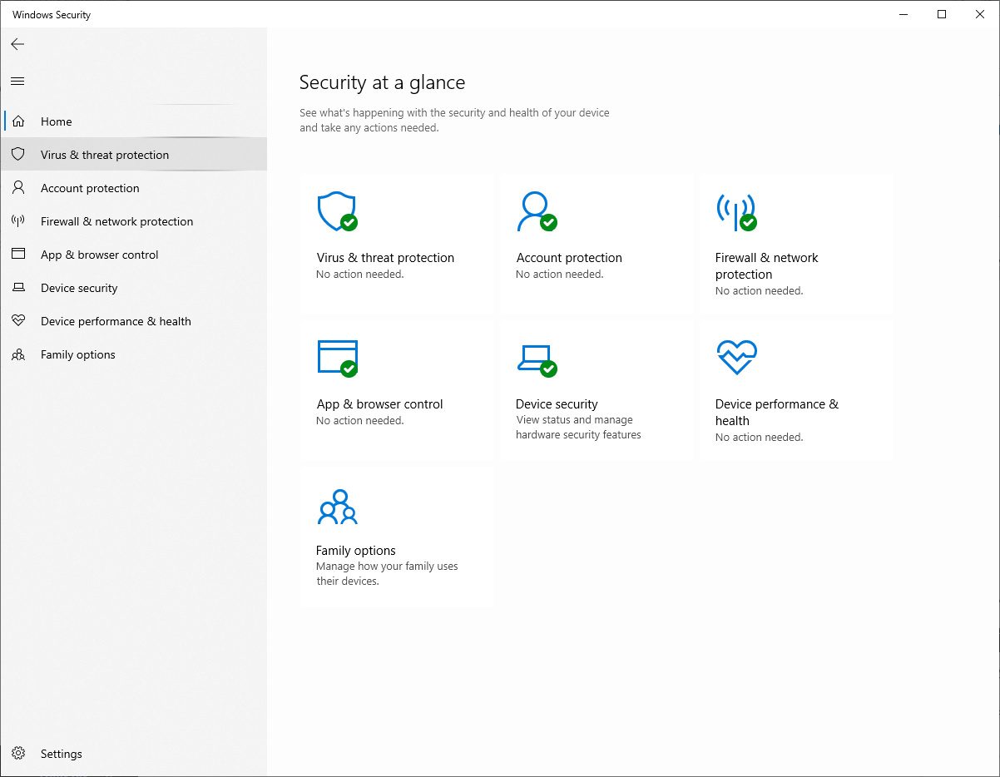 Windows Security
Home
Virus & threat protection
Account protection
Firewall & network protection
App & browser control
Device security
Device performance & health
Family options
Settings
Security at a glance
See what's happening with the security and health of your device
and take any actions needed.
Virus & threat protection
No action needed.
Account protection
No action needed.
Firewall & network
protection
No action needed.
App & browser control
No action needed.
Device security
View status and manage
hardware security features
Device performance &
health
No action needed.
Family options
Manage how your family uses
their devices.